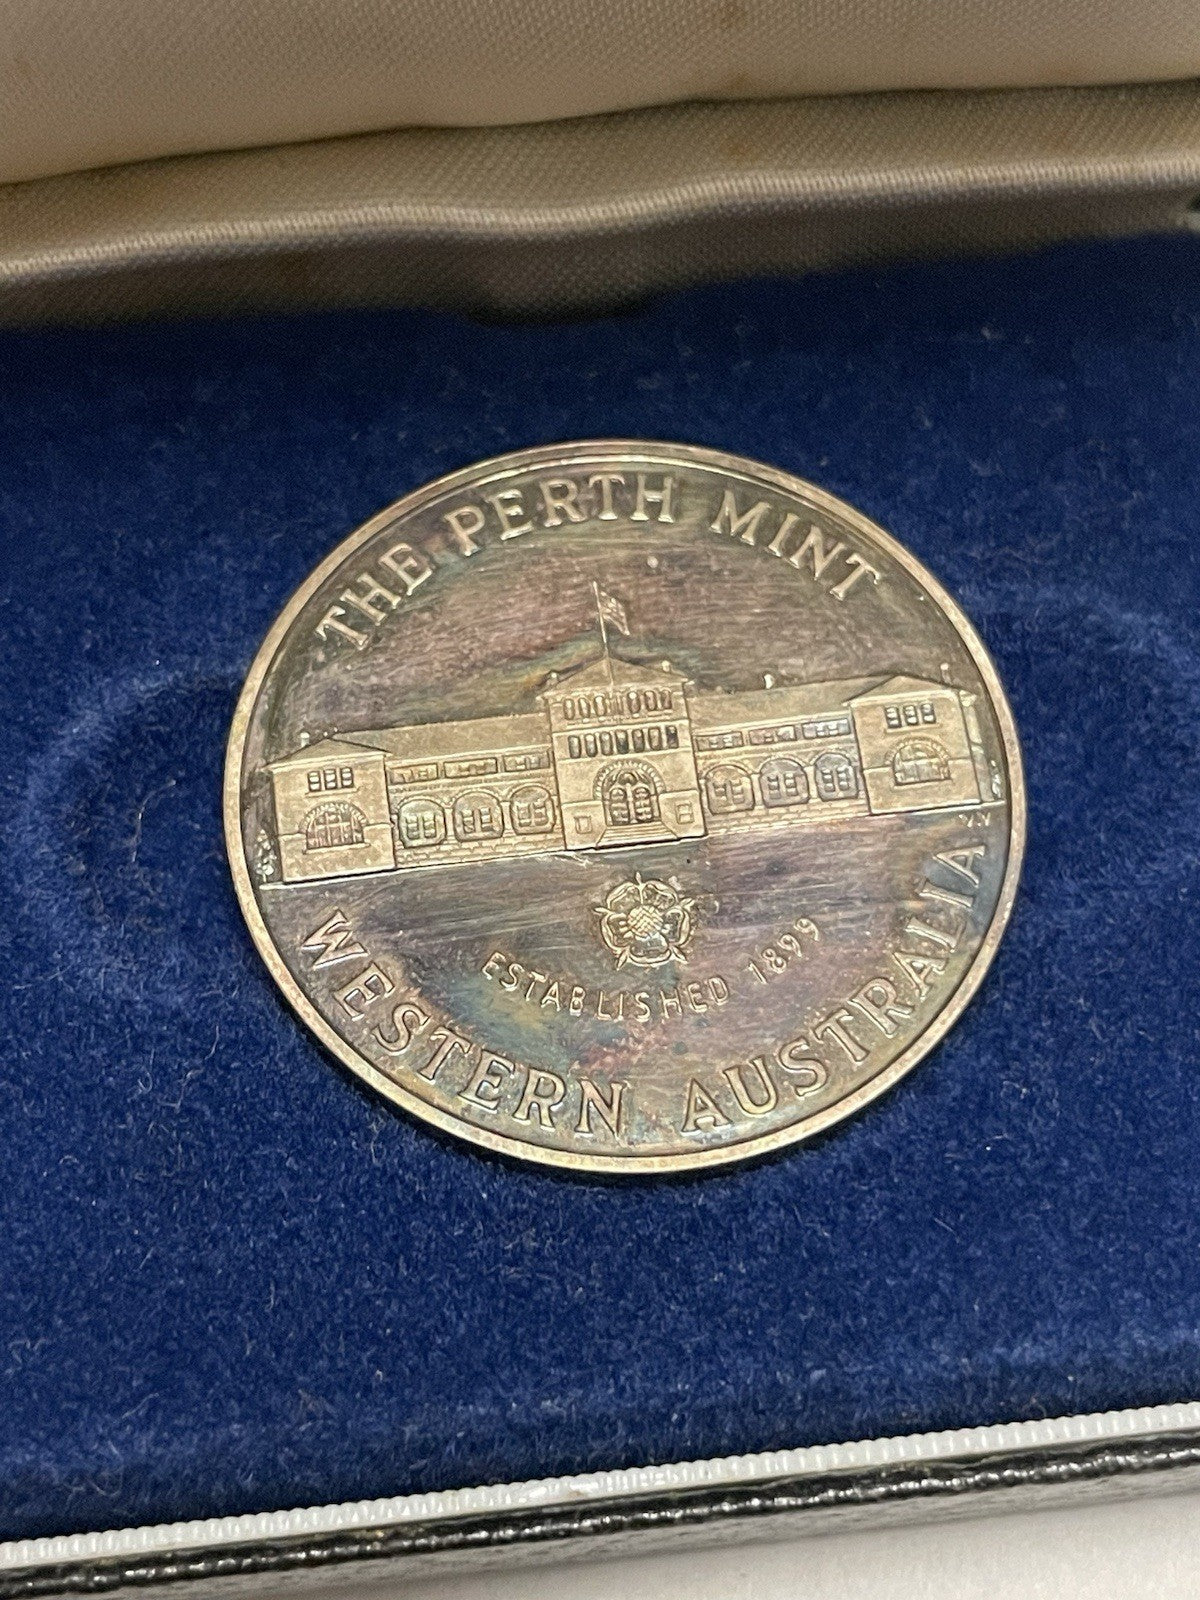 THE PERTH MINT
ESTABLISHED 1899
WESTERN AUSTRALIA